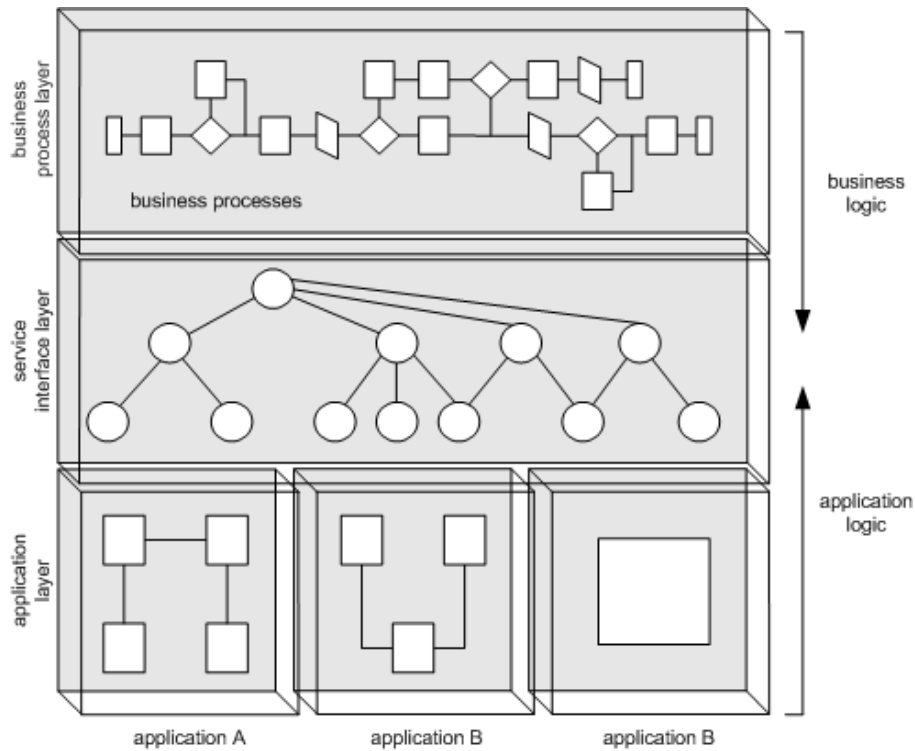 business
process layer
business processes
business
logic
service
interface layer
application
logic
application
layer
application A
application B
application B